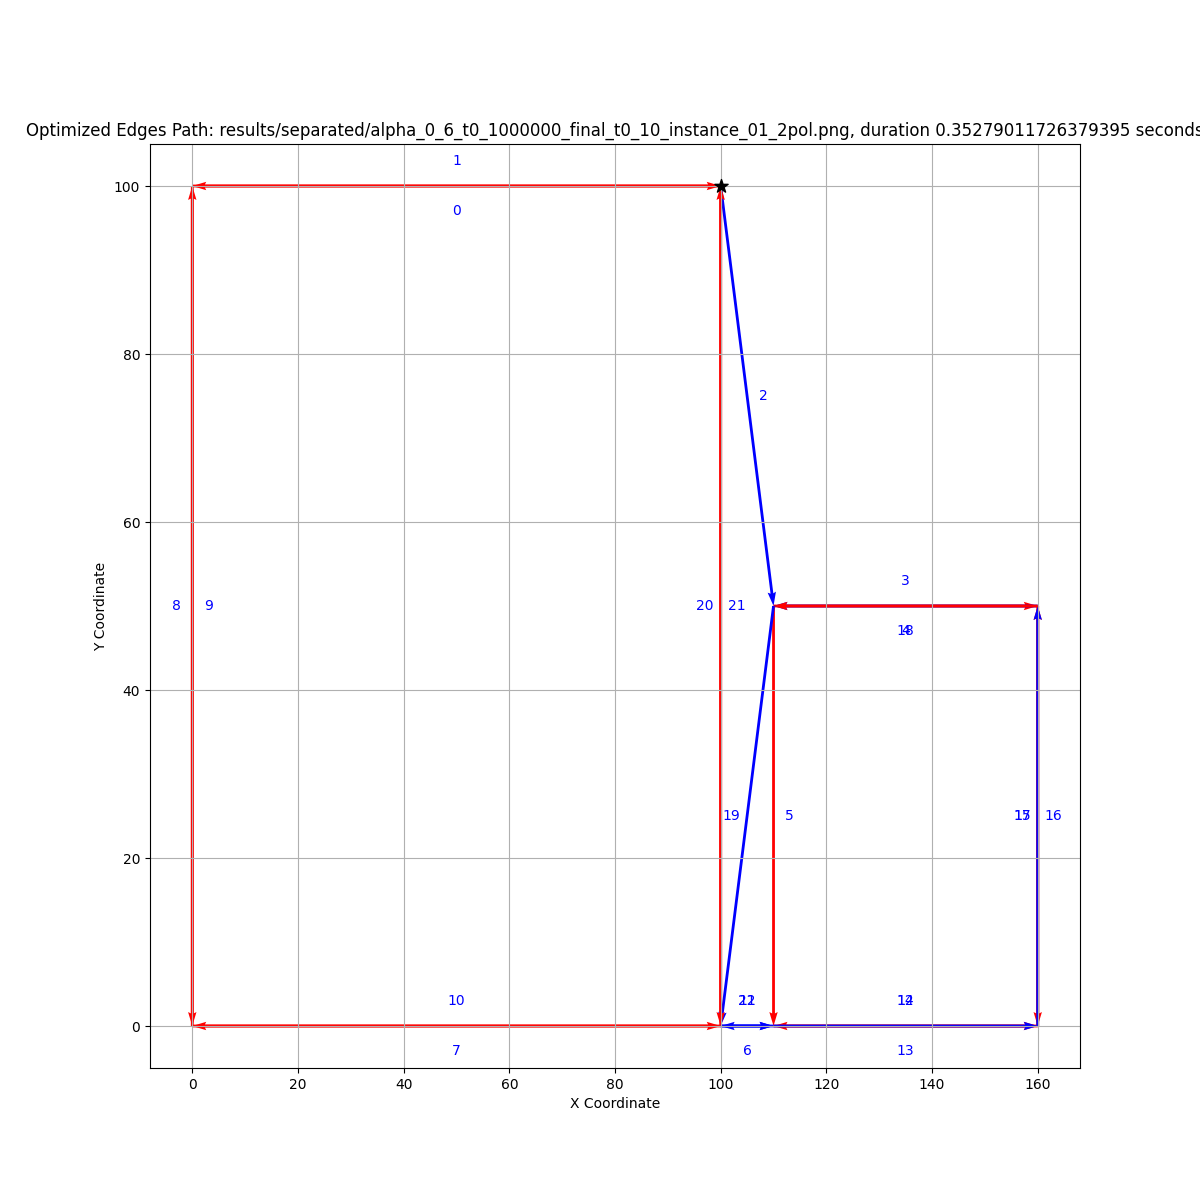 Optimized Edges Path: results/separated/alpha_0_6_t0_1000000_final_t0_10_instance_01_2pol.png, duration 0.35279011726379395 seconds
1
100
0
80
2
60
3
8 9 20 21
18
Y Coordinate
40
19 5 16
20
10
0
7 6 13
0 20 40 60 80 100 120 140 160
X Coordinate